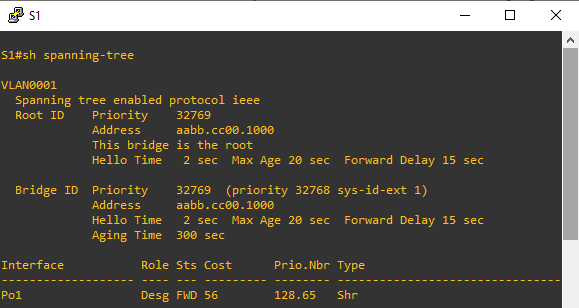 S1
S1#sh spanning-tree
VLAN0001
  Spanning tree enabled protocol ieee
  Root ID    Priority    32769
             Address     aabb.cc00.1000
             This bridge is the root
             Hello Time   2 sec  Max Age 20 sec  Forward Delay 15 sec
  Bridge ID  Priority    32769  (priority 32768 sys-id-ext 1)
             Address     aabb.cc00.1000
             Hello Time   2 sec  Max Age 20 sec  Forward Delay 15 sec
             Aging Time  300 sec
Interface           Role Sts Cost      Prio.Nbr Type
------------------- ---- --- --------- -------- --------------------------------
Po1                 Desg FWD 56        128.65   Shr